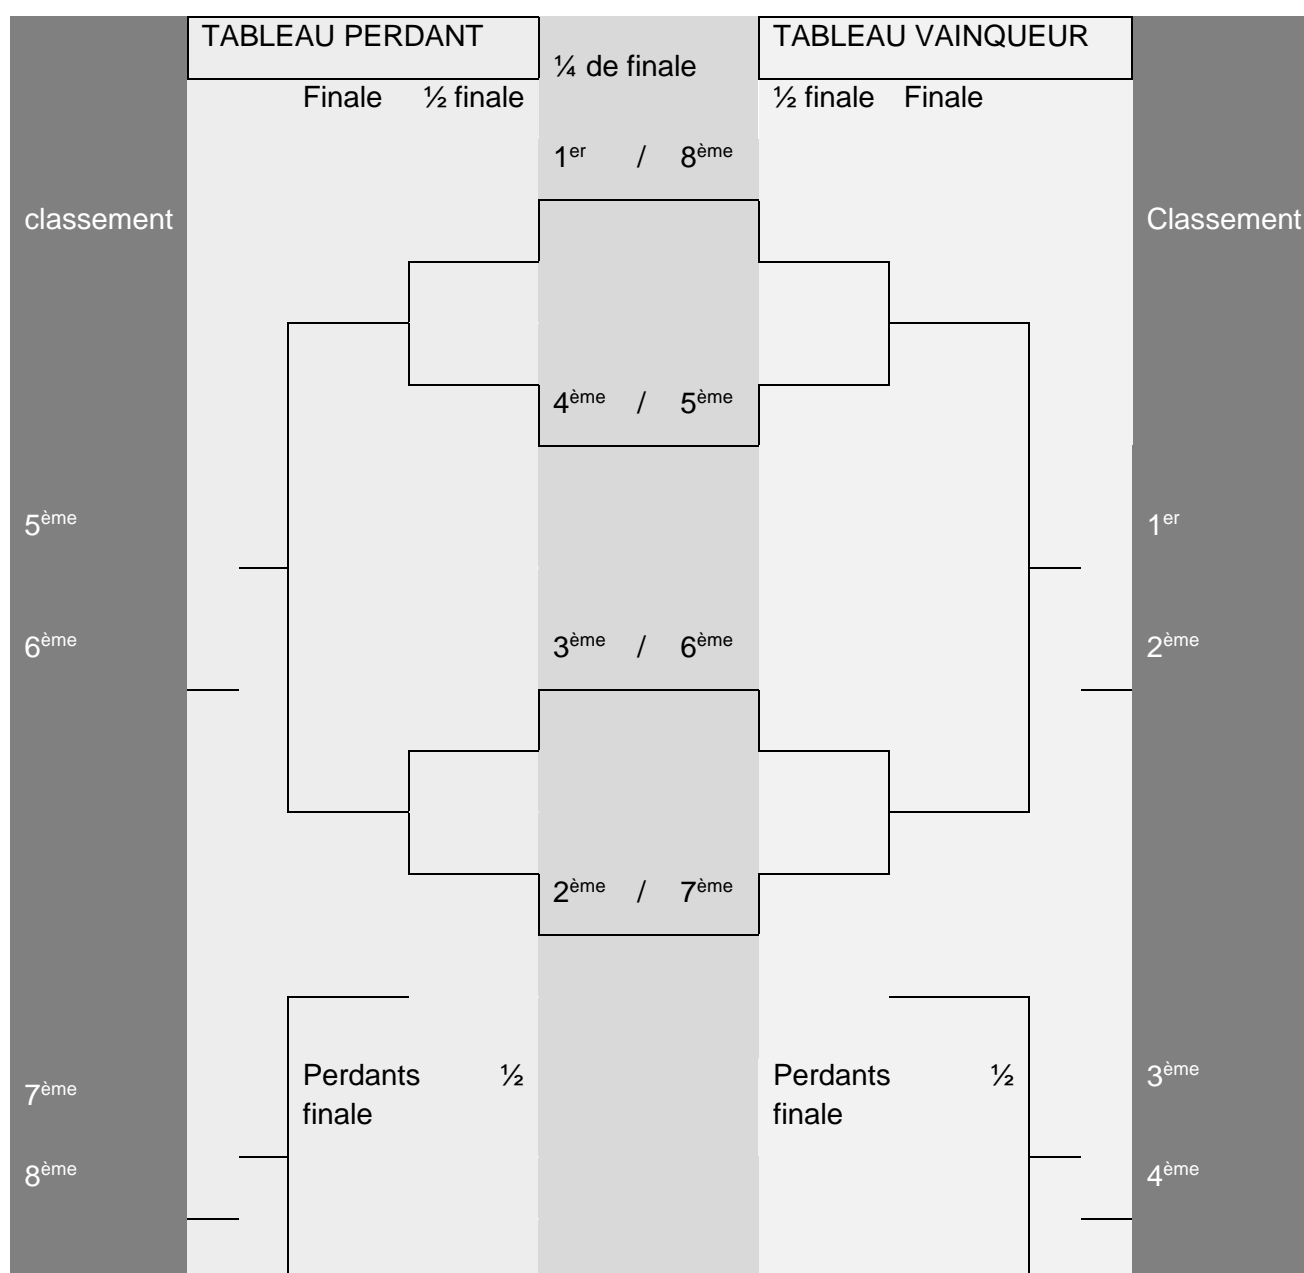 TABLEAU PERDANT
¼ de finale
TABLEAU VAINQUEUR
Finale ½ finale
½ finale Finale
1er / 8ème
classement
Classement
4ème / 5ème
5ème
1er
6ème
3ème / 6ème
2ème
2ème / 7ème
Perdants ½
finale
Perdants ½
finale
7ème
3ème
8ème
4ème